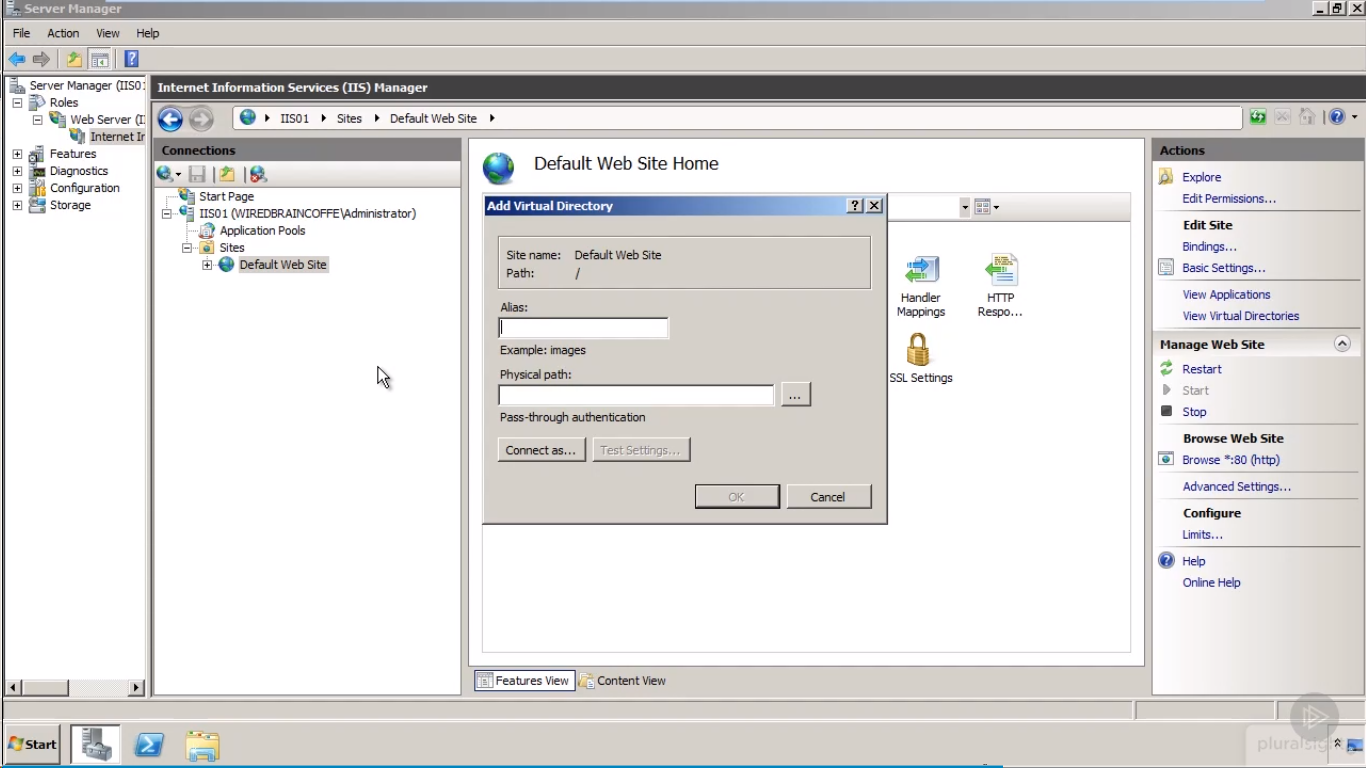 Server Manager
File Action View Help
Server Manager (IIS01
Roles
Web Server (I
Internet Ir
Features
Diagnostics
Configuration
Storage
Internet Information Services (IIS) Manager
IIS01 Sites Default Web Site
Connections
Start Page
IIS01 (WIREDBRAINCOFFE\Administrator)
Application Pools
Sites
Default Web Site
Default Web Site Home
Add Virtual Directory
Site name: Default Web Site
Path: /
Alias:
Example: images
Physical path:
...
Pass-through authentication
Connect as...
Test Settings...
OK
Cancel
Handler
Mappings
HTTP
Respo...
SSL Settings
Features View
Content View
Actions
Explore
Edit Permissions...
Edit Site
Bindings...
Basic Settings...
View Applications
View Virtual Directories
Manage Web Site
Restart
Start
Stop
Browse Web Site
Browse *:80 (http)
Advanced Settings...
Configure
Limits...
Help
Online Help
Start
pluralsight